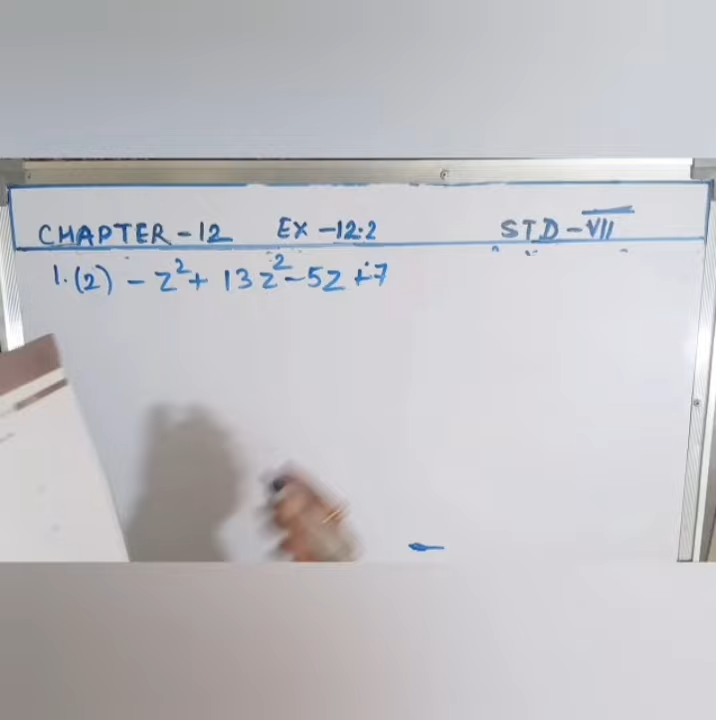 CHAPTER - 12 EX - 12.2 STD - VII
1. (2) - z² + 13z² - 5z + 7